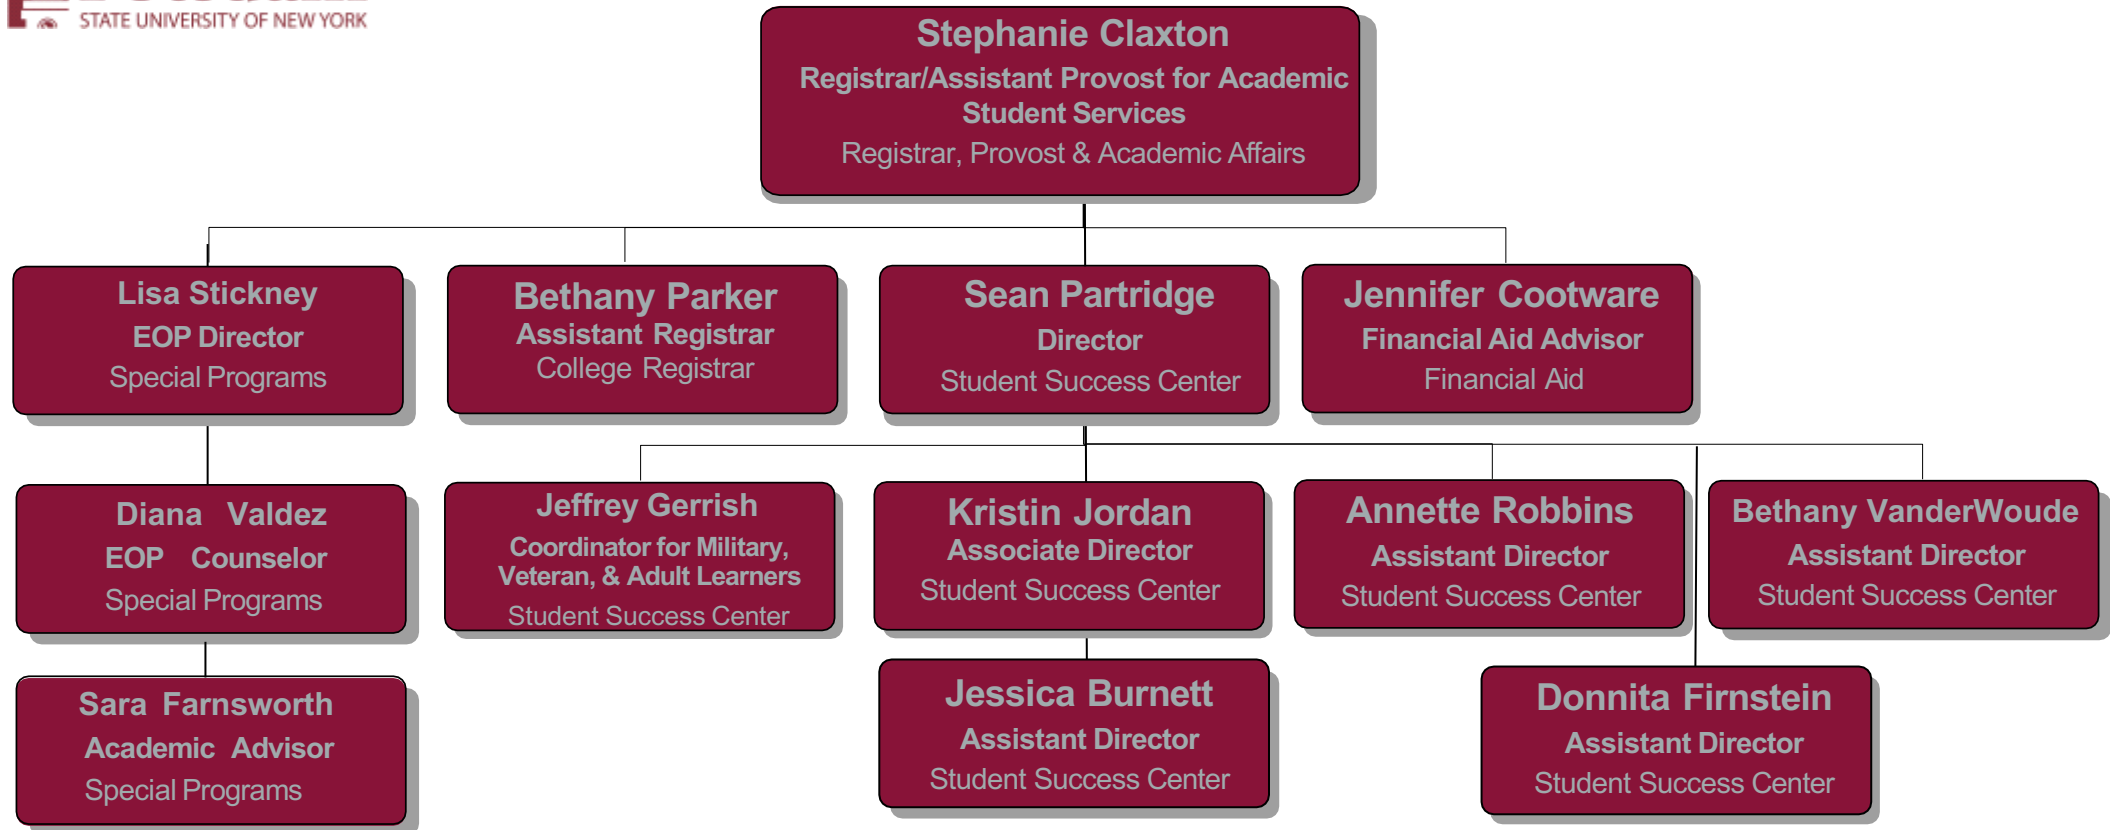 STATE UNIVERSITY OF NEW YORK
Stephanie Claxton
Registrar/Assistant Provost for Academic
Student Services
Registrar, Provost & Academic Affairs
Lisa Stickney
EOP Director
Special Programs
Bethany Parker
Assistant Registrar
College Registrar
Sean Partridge
Director
Student Success Center
Jennifer Cootware
Financial Aid Advisor
Financial Aid
Diana Valdez
EOP Counselor
Special Programs
Jeffrey Gerrish
Coordinator for Military,
Veteran, & Adult Learners
Student Success Center
Kristin Jordan
Associate Director
Student Success Center
Annette Robbins
Assistant Director
Student Success Center
Bethany VanderWoude
Assistant Director
Student Success Center
Sara Farnsworth
Academic Advisor
Special Programs
Jessica Burnett
Assistant Director
Student Success Center
Donnita Firnstein
Assistant Director
Student Success Center